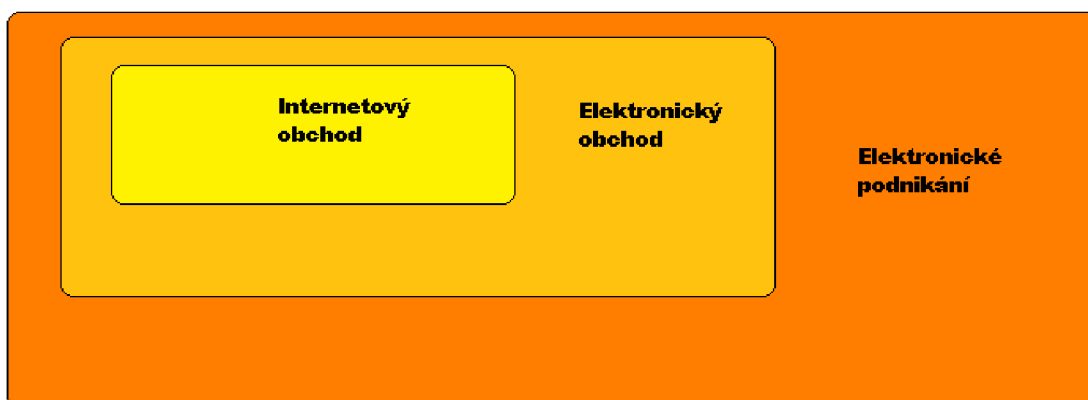 Internetový
obchod
Elektronický
obchod
Elektronické
podnikání